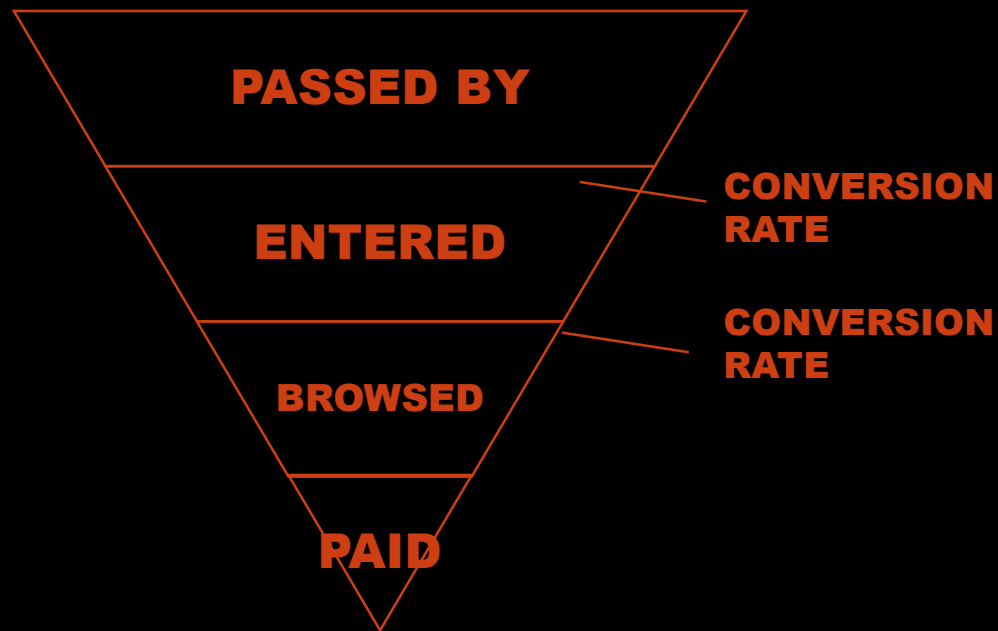 PASSED BY
CONVERSION
RATE
ENTERED
CONVERSION
RATE
BROWSED
PAID